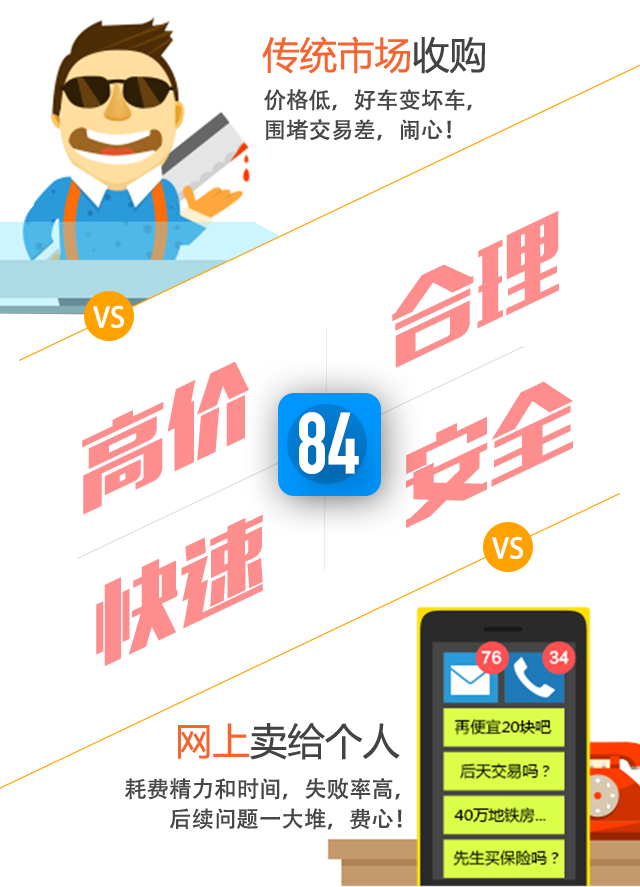 传统市场收购
价格低，好车变坏车，
围堵交易差，闹心！
VS
合理
高价
84
安全
快速
VS
76
34
再便宜20块吧
后天交易吗？
40万地铁房...
先生买保险吗？
网上卖给个人
耗费精力和时间，失败率高，
后续问题一大堆，费心！